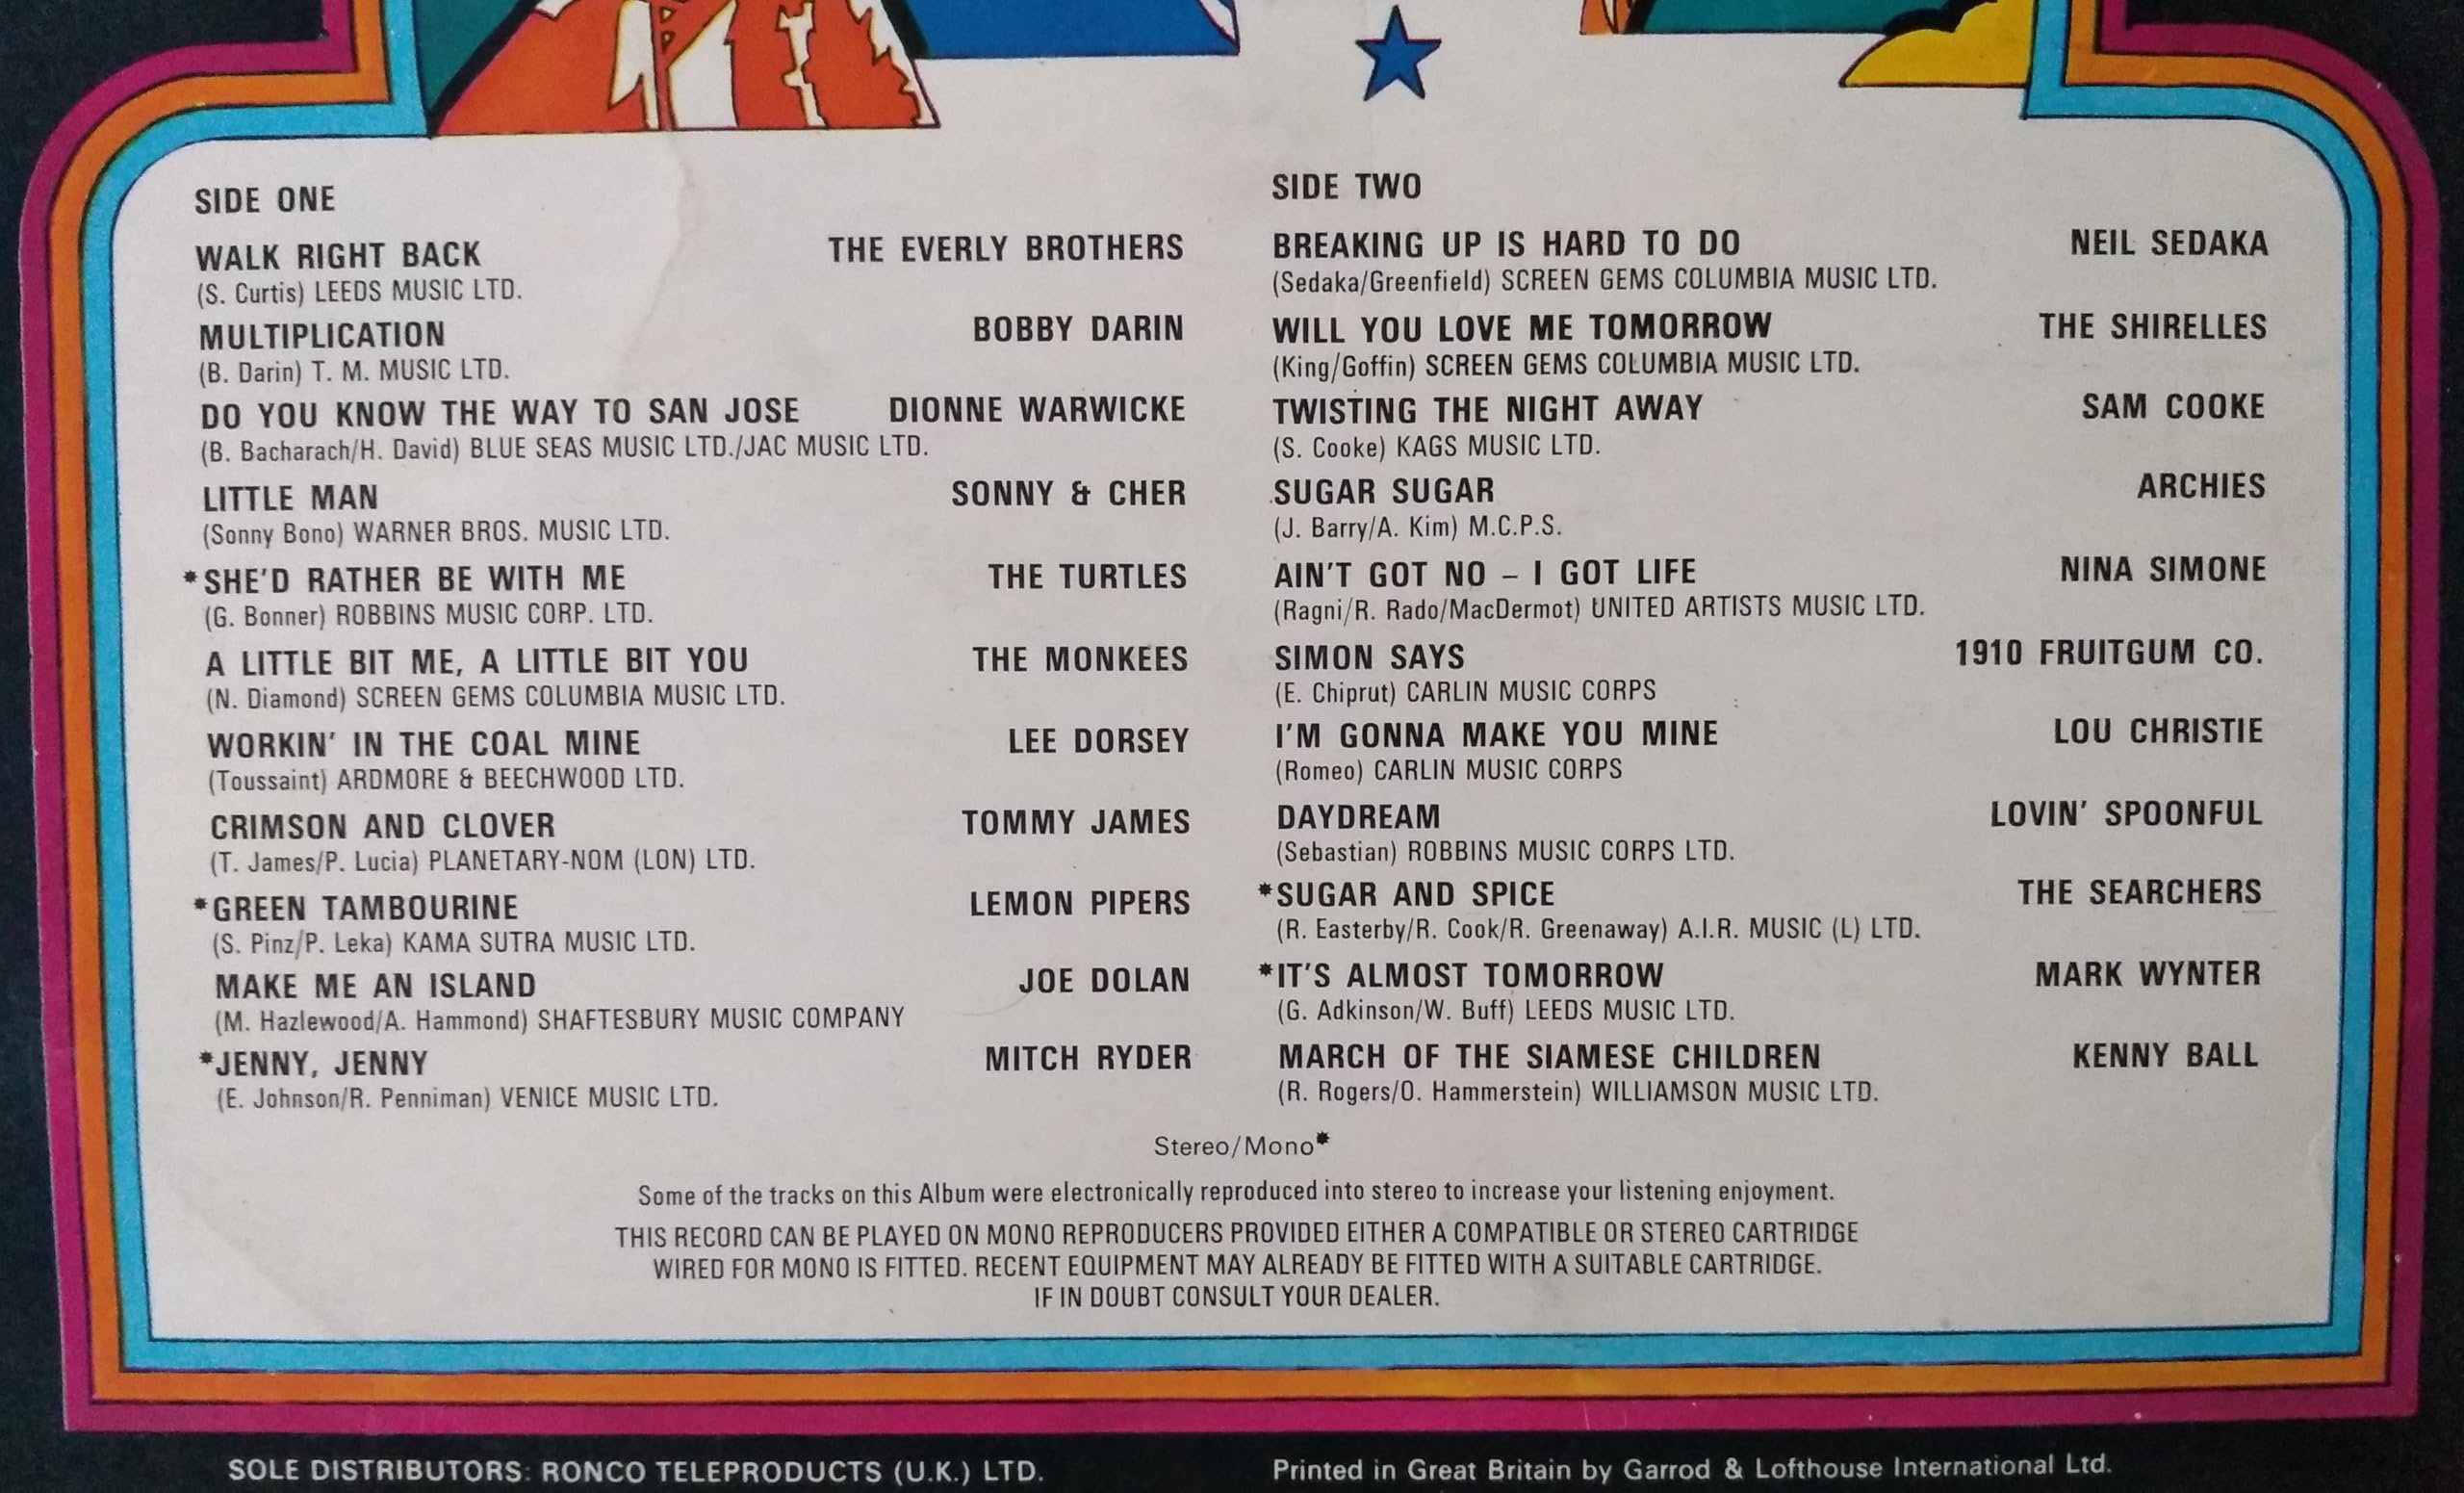 SIDE ONE
WALK RIGHT BACK THE EVERLY BROTHERS
(S. Curtis) LEEDS MUSIC LTD.
MULTIPLICATION BOBBY DARIN
(B. Darin) T. M. MUSIC LTD.
DO YOU KNOW THE WAY TO SAN JOSE DIONNE WARWICKE
(B. Bacharach/H. David) BLUE SEAS MUSIC LTD./JAC MUSIC LTD.
LITTLE MAN SONNY & CHER
(Sonny Bono) WARNER BROS. MUSIC LTD.
*SHE'D RATHER BE WITH ME THE TURTLES
(G. Bonner) ROBBINS MUSIC CORP. LTD.
A LITTLE BIT ME, A LITTLE BIT YOU THE MONKEES
(N. Diamond) SCREEN GEMS COLUMBIA MUSIC LTD.
WORKIN' IN THE COAL MINE LEE DORSEY
(Toussaint) ARDMORE & BEECHWOOD LTD.
CRIMSON AND CLOVER TOMMY JAMES
(T. James/P. Lucia) PLANETARY-NOM (LON) LTD.
*GREEN TAMBOURINE LEMON PIPERS
(S. Pinz/P. Leka) KAMA SUTRA MUSIC LTD.
MAKE ME AN ISLAND JOE DOLAN
(M. Hazlewood/A. Hammond) SHAFTESBURY MUSIC COMPANY
*JENNY, JENNY MITCH RYDER
(E. Johnson/R. Penniman) VENICE MUSIC LTD.
SIDE TWO
BREAKING UP IS HARD TO DO NEIL SEDAKA
(Sedaka/Greenfield) SCREEN GEMS COLUMBIA MUSIC LTD.
WILL YOU LOVE ME TOMORROW THE SHIRELLES
(King/Goffin) SCREEN GEMS COLUMBIA MUSIC LTD.
TWISTING THE NIGHT AWAY SAM COOKE
(S. Cooke) KAGS MUSIC LTD.
SUGAR SUGAR ARCHIES
(J. Barry/A. Kim) M.C.P.S.
AIN'T GOT NO – I GOT LIFE NINA SIMONE
(Ragni/R. Rado/MacDermot) UNITED ARTISTS MUSIC LTD.
SIMON SAYS 1910 FRUITGUM CO.
(E. Chiprut) CARLIN MUSIC CORPS
I'M GONNA MAKE YOU MINE LOU CHRISTIE
(Romeo) CARLIN MUSIC CORPS
DAYDREAM LOVIN' SPOONFUL
(Sebastian) ROBBINS MUSIC CORPS LTD.
*SUGAR AND SPICE THE SEARCHERS
(R. Easterby/R. Cook/R. Greenaway) A.I.R. MUSIC (L) LTD.
*IT'S ALMOST TOMORROW MARK WYNTER
(G. Adkinson/W. Buff) LEEDS MUSIC LTD.
MARCH OF THE SIAMESE CHILDREN KENNY BALL
(R. Rogers/O. Hammerstein) WILLIAMSON MUSIC LTD.
Stereo/Mono*
Some of the tracks on this Album were electronically reproduced into stereo to increase your listening enjoyment.
THIS RECORD CAN BE PLAYED ON MONO REPRODUCERS PROVIDED EITHER A COMPATIBLE OR STEREO CARTRIDGE
WIRED FOR MONO IS FITTED. RECENT EQUIPMENT MAY ALREADY BE FITTED WITH A SUITABLE CARTRIDGE.
IF IN DOUBT CONSULT YOUR DEALER.
SOLE DISTRIBUTORS: RONCO TELEPRODUCTS (U.K.) LTD.
Printed in Great Britain by Garrod & Lofthouse International Ltd.